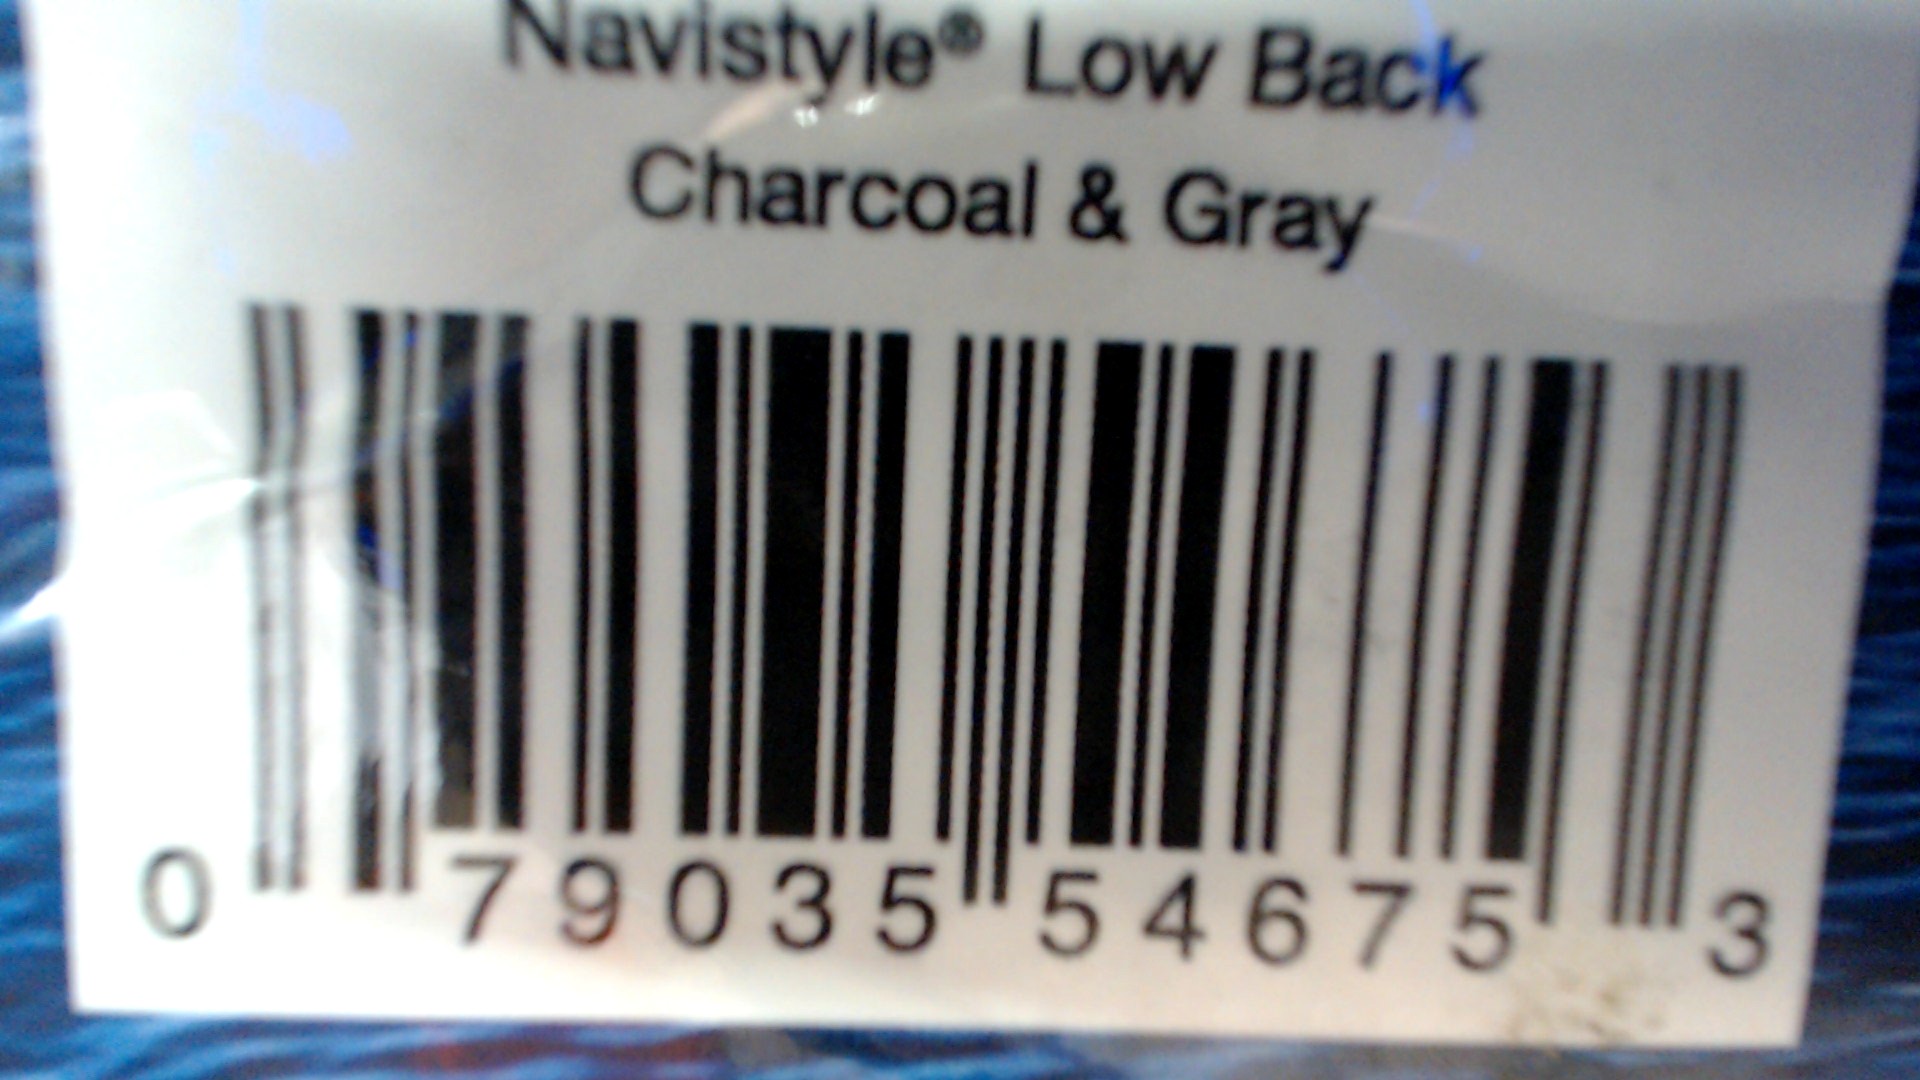 Navistyle® Low Back
Charcoal & Gray
0 79035 54675 3